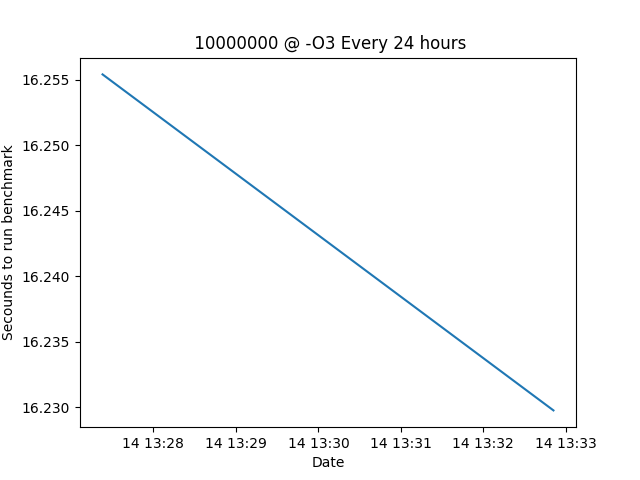 10000000 @ -O3 Every 24 hours
16.255
16.250
16.245
16.240
16.235
16.230
Secounds to run benchmark
14 13:28 14 13:29 14 13:30 14 13:31 14 13:32 14 13:33
Date